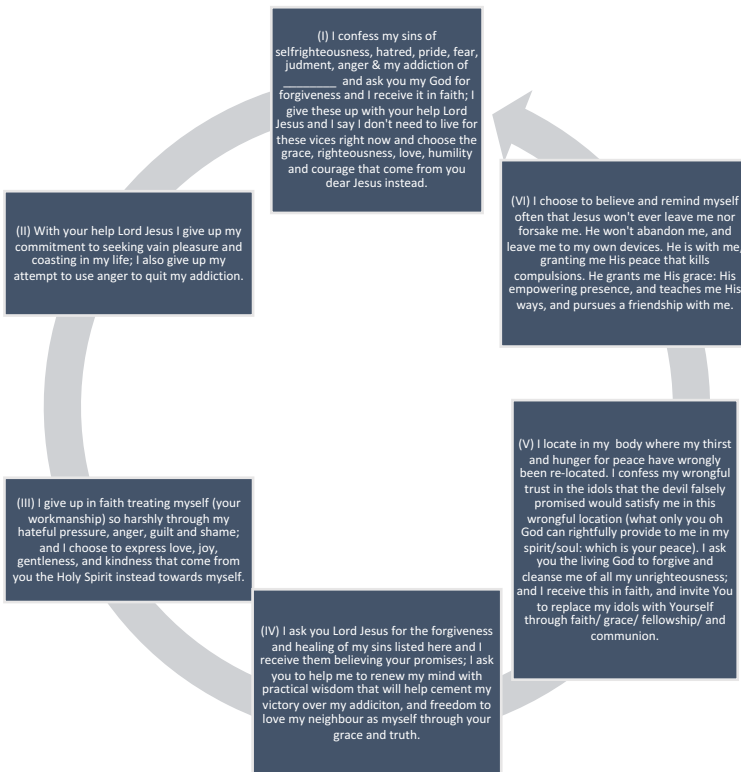 (I) I confess my sins of
selfrighteousness, hatred, pride, fear,
judgment, anger & my addiction of
________ and ask you my God for
forgiveness and I receive it in faith; I
give these up with your help Lord
Jesus and I say I don't need to live for
these vices right now and choose the
grace, righteousness, love, humility
and courage that come from you
dear Jesus instead.
(II) With your help Lord Jesus I give up my
commitment to seeking vain pleasure and
coasting in my life; I also give up my
attempt to use anger to quit my addiction.
(III) I give up in faith treating myself (your
workmanship) so harshly through my
hateful pressure, anger, guilt and shame;
and I choose to express love, joy,
gentleness, and kindness that come from
you the Holy Spirit instead towards myself.
(IV) I ask you Lord Jesus for the forgiveness
and healing of my sins listed here and I
receive them believing your promises; I ask
you to help me to renew my mind with
practical wisdom that will help cement my
victory over my addiciton, and freedom to
love my neighbour as myself through your
grace and truth.
(V) I locate in my body where my thirst
and hunger for peace have wrongly
been re-located. I confess my wrongful
trust in the idols that the devil falsely
promised would satisfy me in this
wrongful location (what only you oh
God can rightfully provide to me in my
spirit/soul: which is your peace). I ask
you the living God to forgive and
cleanse me of all my unrighteousness;
and I receive this in faith, and invite You
to replace my idols with Yourself
through faith/ grace/ fellowship/ and
communion.
(VI) I choose to believe and remind myself
often that Jesus won't ever leave me nor
forsake me. He won't abandon me, and
leave me to my own devices. He is with me,
granting me His peace that kills
compulsions. He grants me His grace: His
empowering presence, and teaches me His
ways, and pursues a friendship with me.